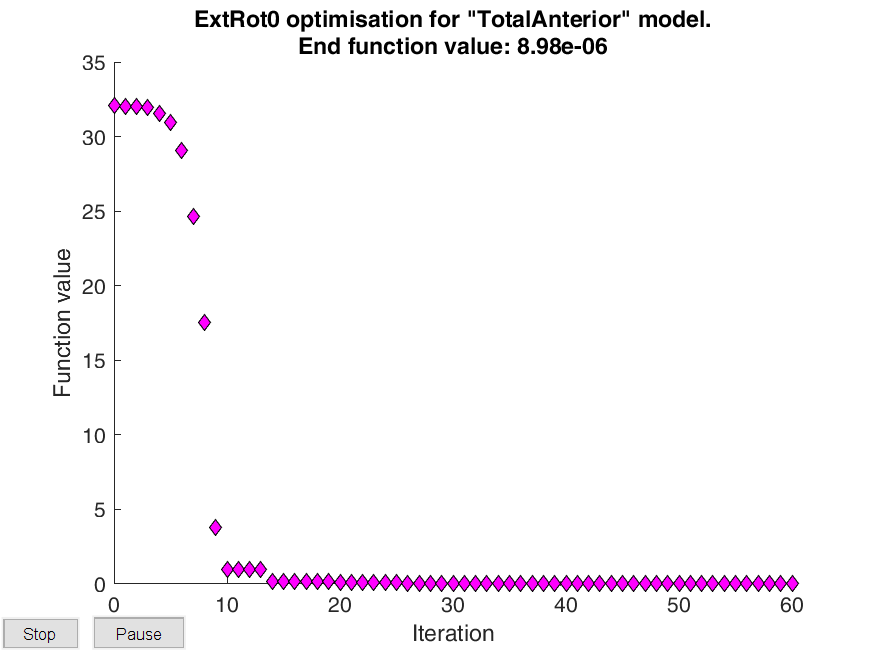 ExtRot0 optimisation for "TotalAnterior" model.
End function value: 8.98e-06
35
30
25
20
15
10
5
0
Function value
0 10 20 30 40 50 60
Iteration
Stop Pause